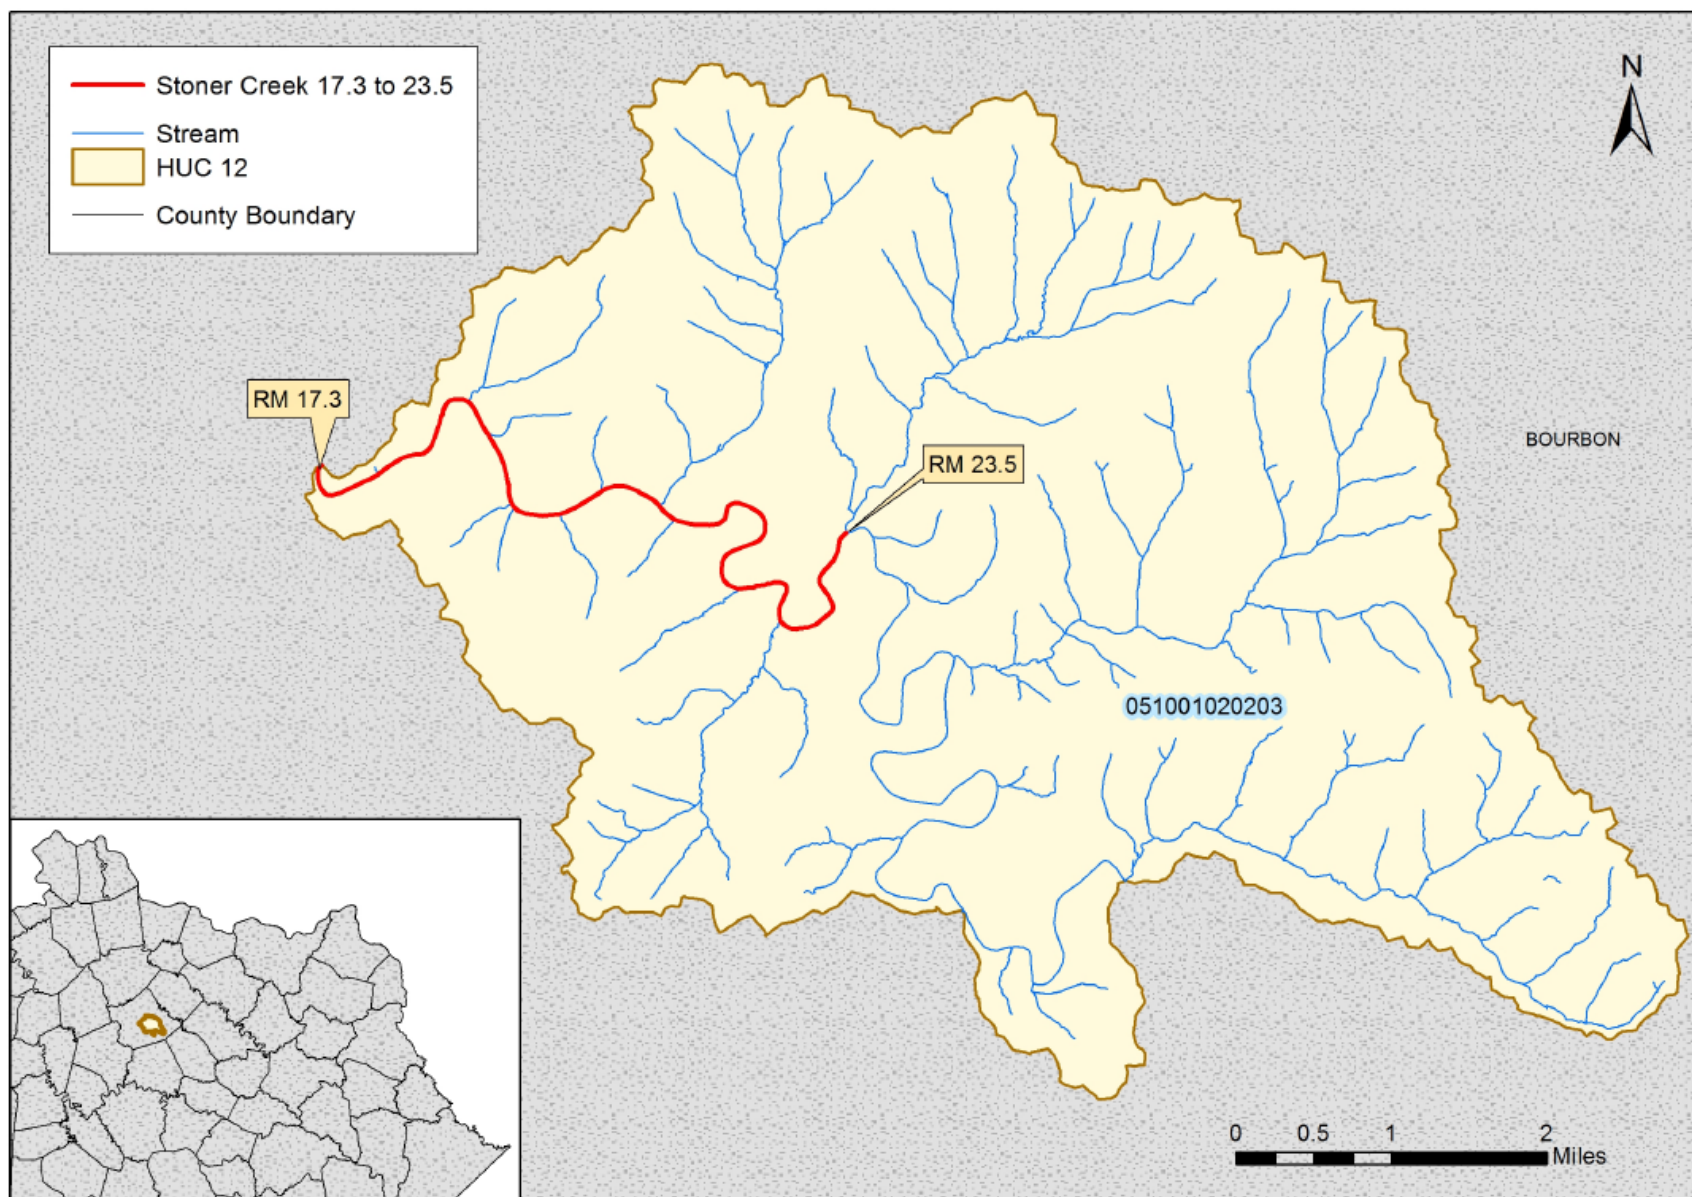 Stoner Creek 17.3 to 23.5
Stream
HUC 12
County Boundary
N
RM 17.3
BOURBON
RM 23.5
051001020203
0 0.5 1 2
Miles